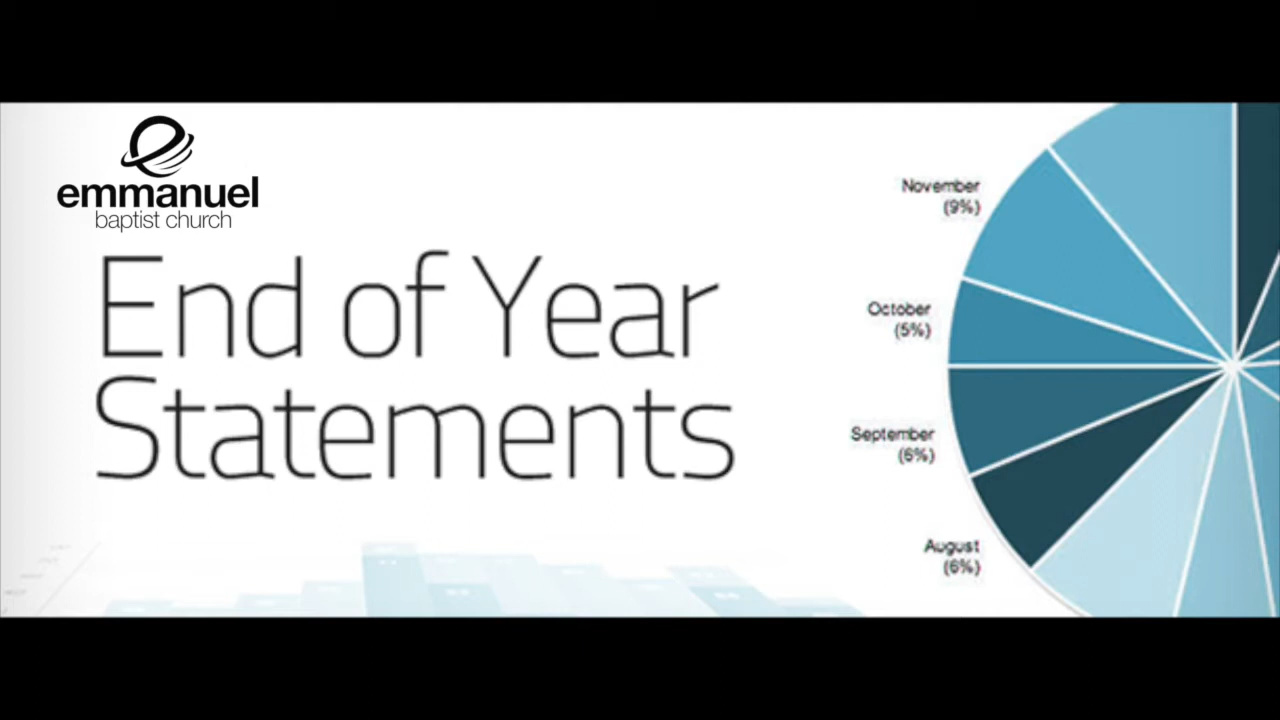 emmanuel
baptist church
End of Year
Statements
November
(9%)
October
(5%)
September
(6%)
August
(6%)